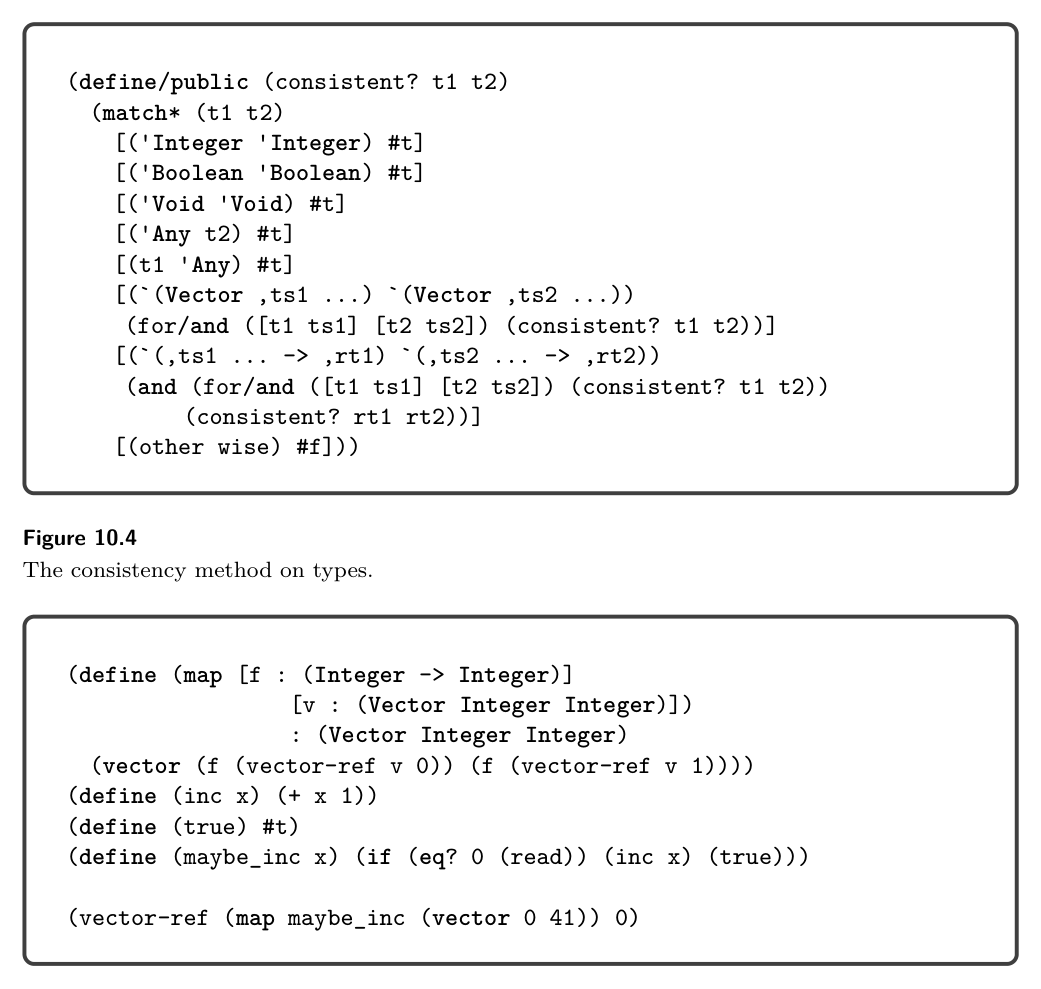 (define/public (consistent? t1 t2)
  (match* (t1 t2)
    [('Integer 'Integer) #t]
    [('Boolean 'Boolean) #t]
    [('Void 'Void) #t]
    [('Any t2) #t]
    [(t1 'Any) #t]
    [(`(Vector ,ts1 ...) `(Vector ,ts2 ...))
     (for/and ([t1 ts1] [t2 ts2]) (consistent? t1 t2))]
    [(`(,ts1 ... -> ,rt1) `(,ts2 ... -> ,rt2))
     (and (for/and ([t1 ts1] [t2 ts2]) (consistent? t1 t2))
          (consistent? rt1 rt2))]
    [(other wise) #f]))
Figure 10.4
The consistency method on types.
(define (map [f : (Integer -> Integer)]
                   [v : (Vector Integer Integer)])
                   : (Vector Integer Integer)
  (vector (f (vector-ref v 0)) (f (vector-ref v 1))))
(define (inc x) (+ x 1))
(define (true) #t)
(define (maybe_inc x) (if (eq? 0 (read)) (inc x) (true)))
(vector-ref (map maybe_inc (vector 0 41)) 0)